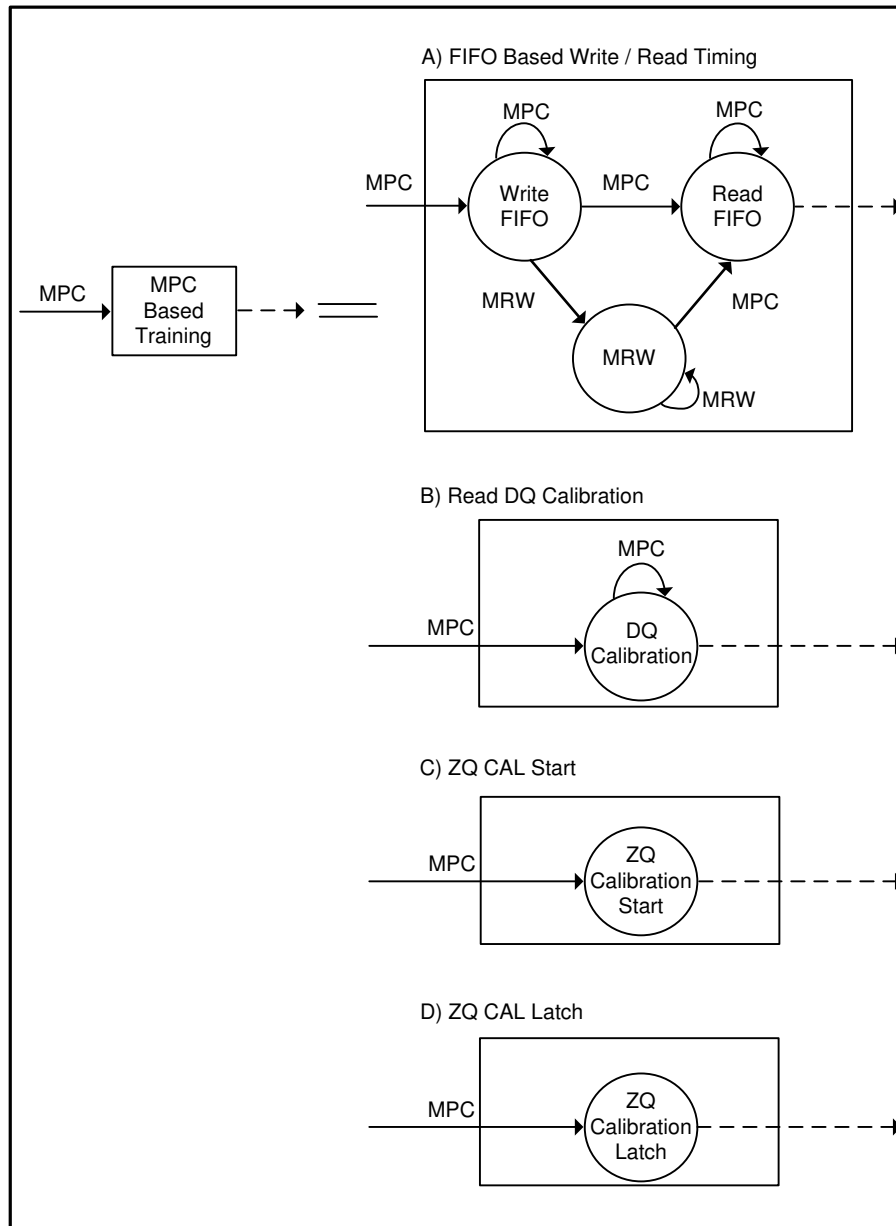 A) FIFO Based Write / Read Timing
MPC
MPC
MPC
Write
FIFO
MPC
Read
FIFO
MRW
MPC
MRW
MRW
MPC
MPC
Based
Training
B) Read DQ Calibration
MPC
MPC
DQ
Calibration
C) ZQ CAL Start
MPC
ZQ
Calibration
Start
D) ZQ CAL Latch
MPC
ZQ
Calibration
Latch